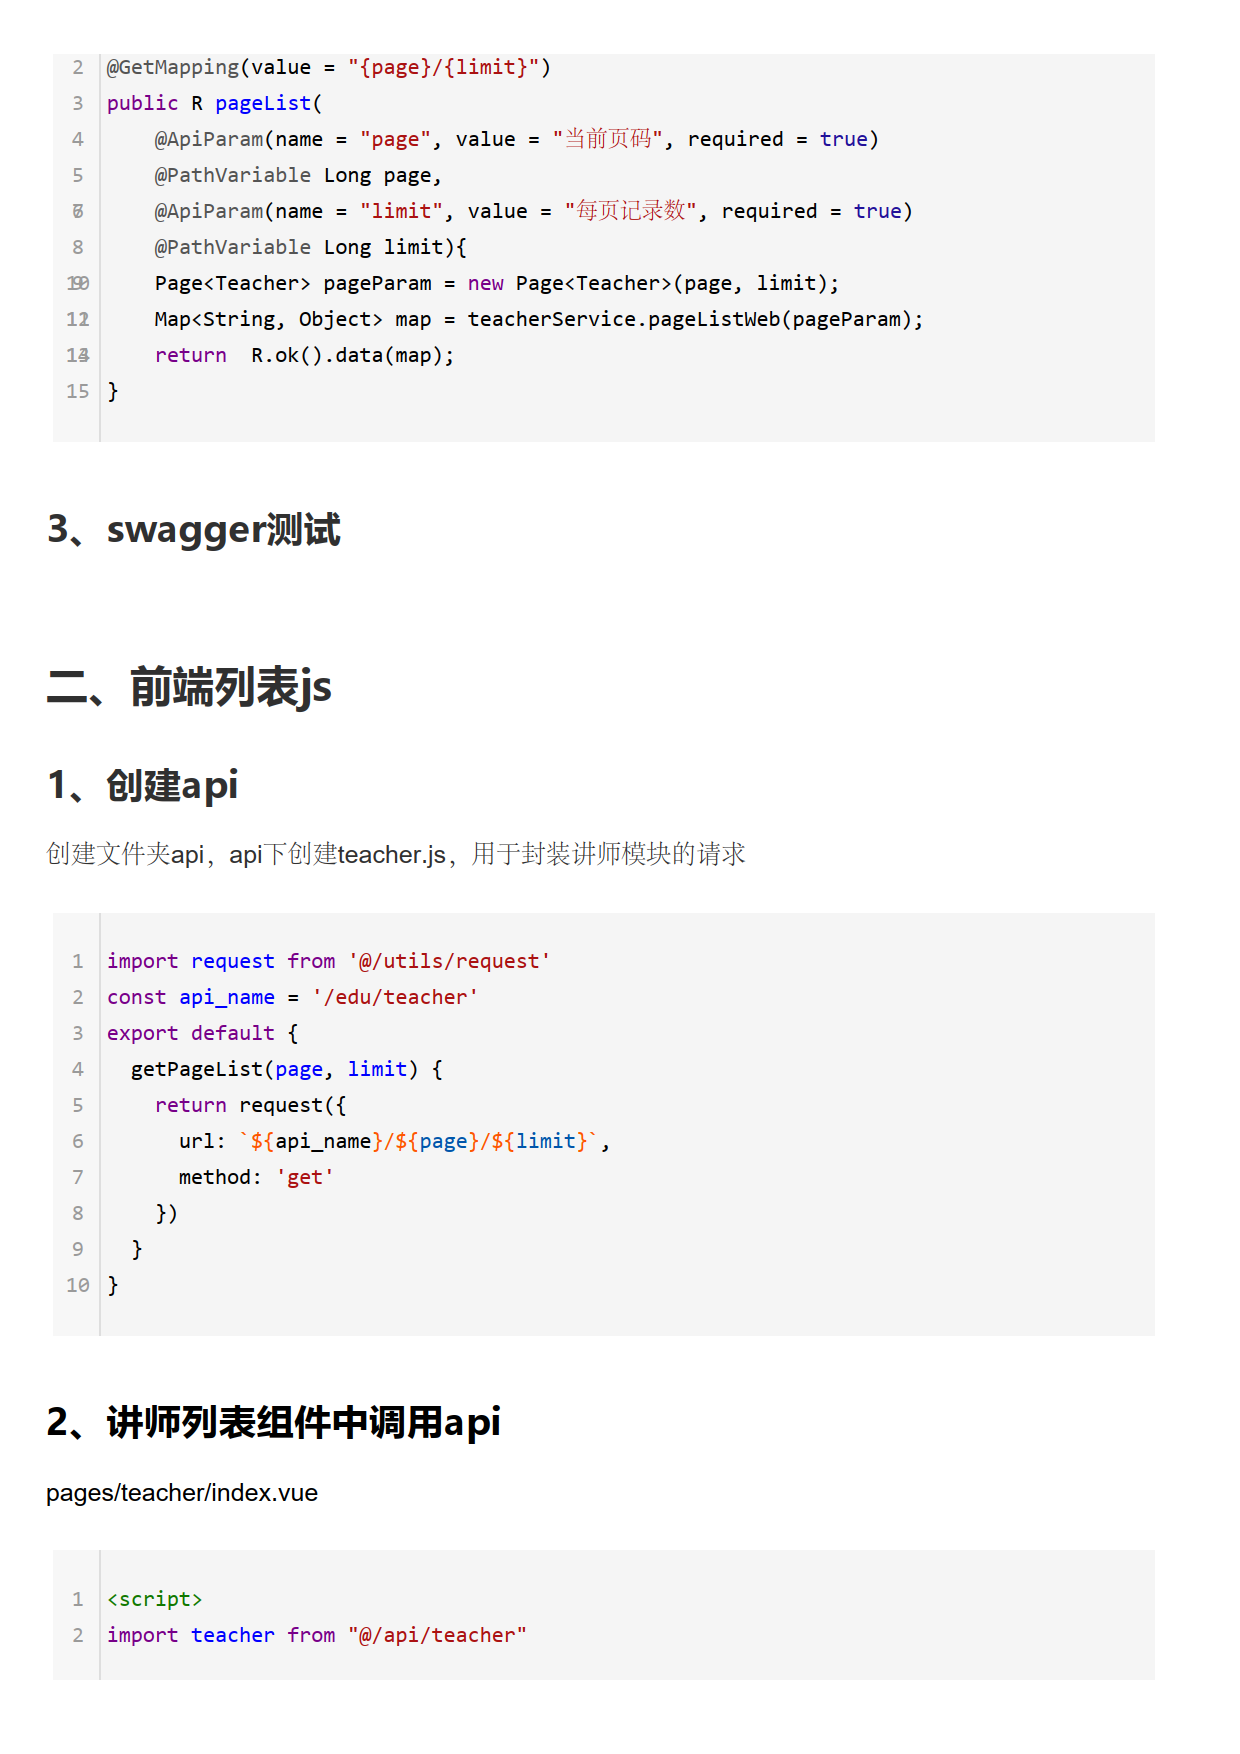 2 @GetMapping(value = "{page}/{limit}")
3 public R pageList(
4     @ApiParam(name = "page", value = "当前页码", required = true)
5     @PathVariable Long page,
    @ApiParam(name = "limit", value = "每页记录数", required = true)
8     @PathVariable Long limit){
    Page<Teacher> pageParam = new Page<Teacher>(page, limit);
    Map<String, Object> map = teacherService.pageListWeb(pageParam);
    return  R.ok().data(map);
15 }
3、swagger测试
二、前端列表js
1、创建api
创建文件夹api，api下创建teacher.js，用于封装讲师模块的请求
1 import request from '@/utils/request'
2 const api_name = '/edu/teacher'
3 export default {
4   getPageList(page, limit) {
5     return request({
6       url: `${api_name}/${page}/${limit}`,
7       method: 'get'
8     })
9   }
10 }
2、讲师列表组件中调用api
pages/teacher/index.vue
1 <script>
2 import teacher from "@/api/teacher"